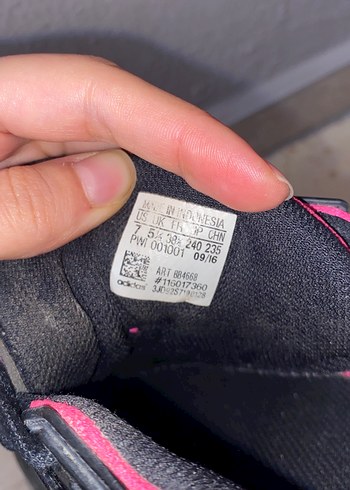 MADE IN INDONESIA
US UK FR JP CHN
7 5½ 38⅔ 240 235
PWI 001001 09/16
ART BB4668
#116017360
adidas